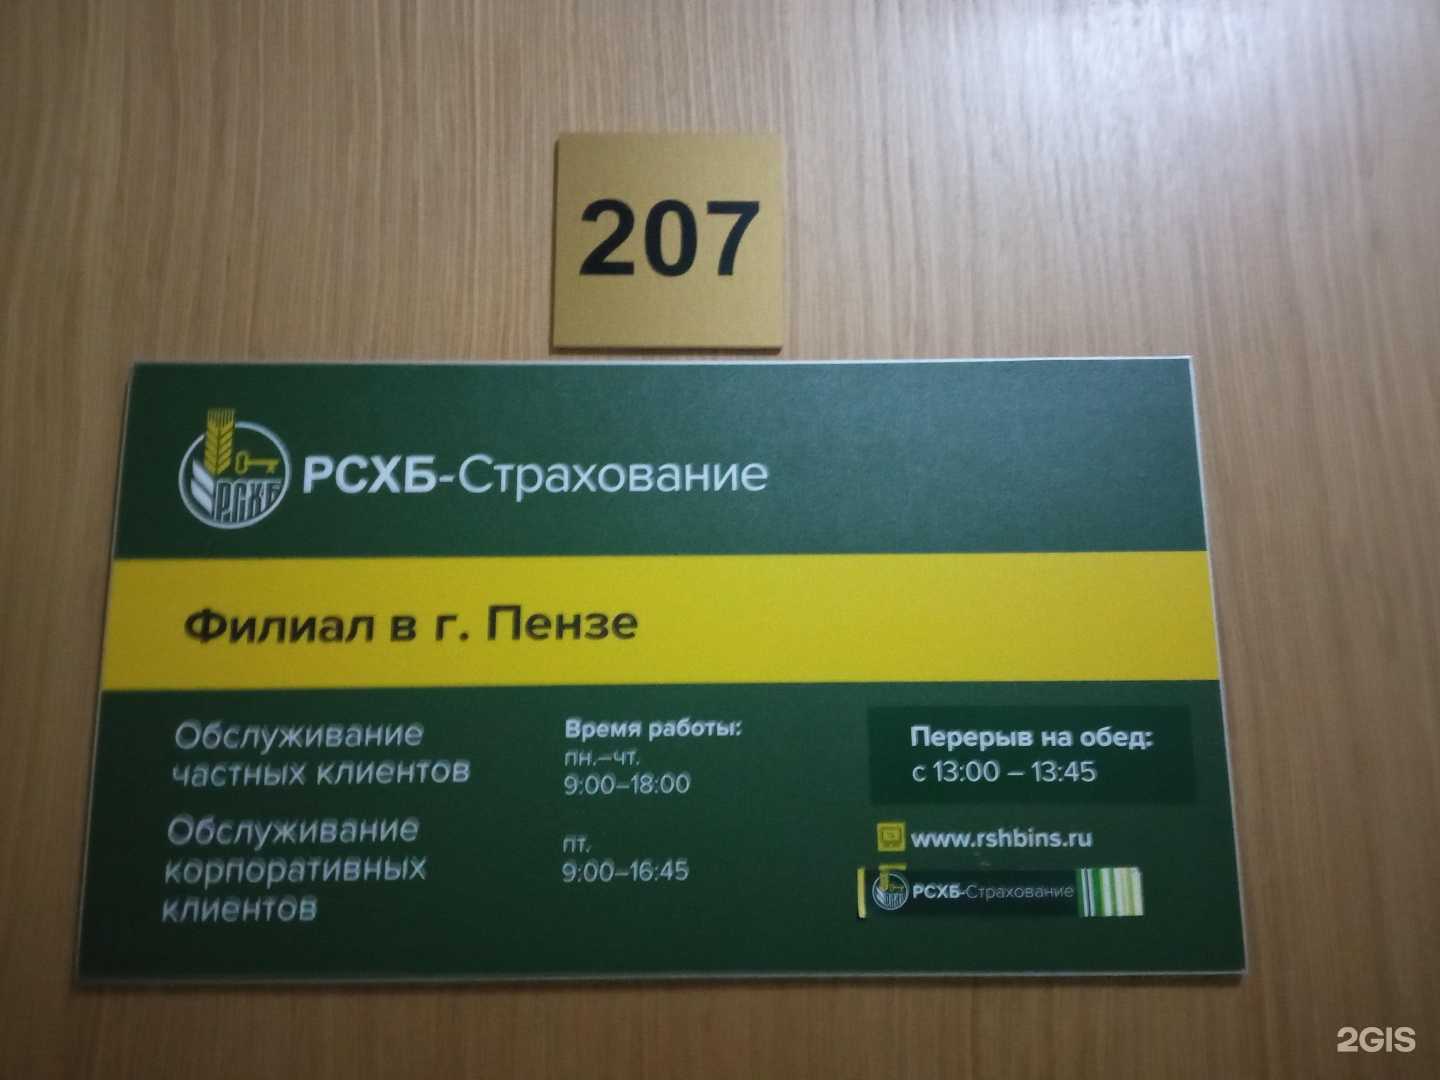 207
РСХБ
РСХБ-Страхование
Филиал в г. Пензе
Обслуживание
частных клиентов
Обслуживание
корпоративных
клиентов
Время работы:
пн.–чт.
9:00–18:00
пт.
9:00–16:45
Перерыв на обед:
с 13:00 – 13:45
www.rshbins.ru
РСХБ-Страхование
2GIS